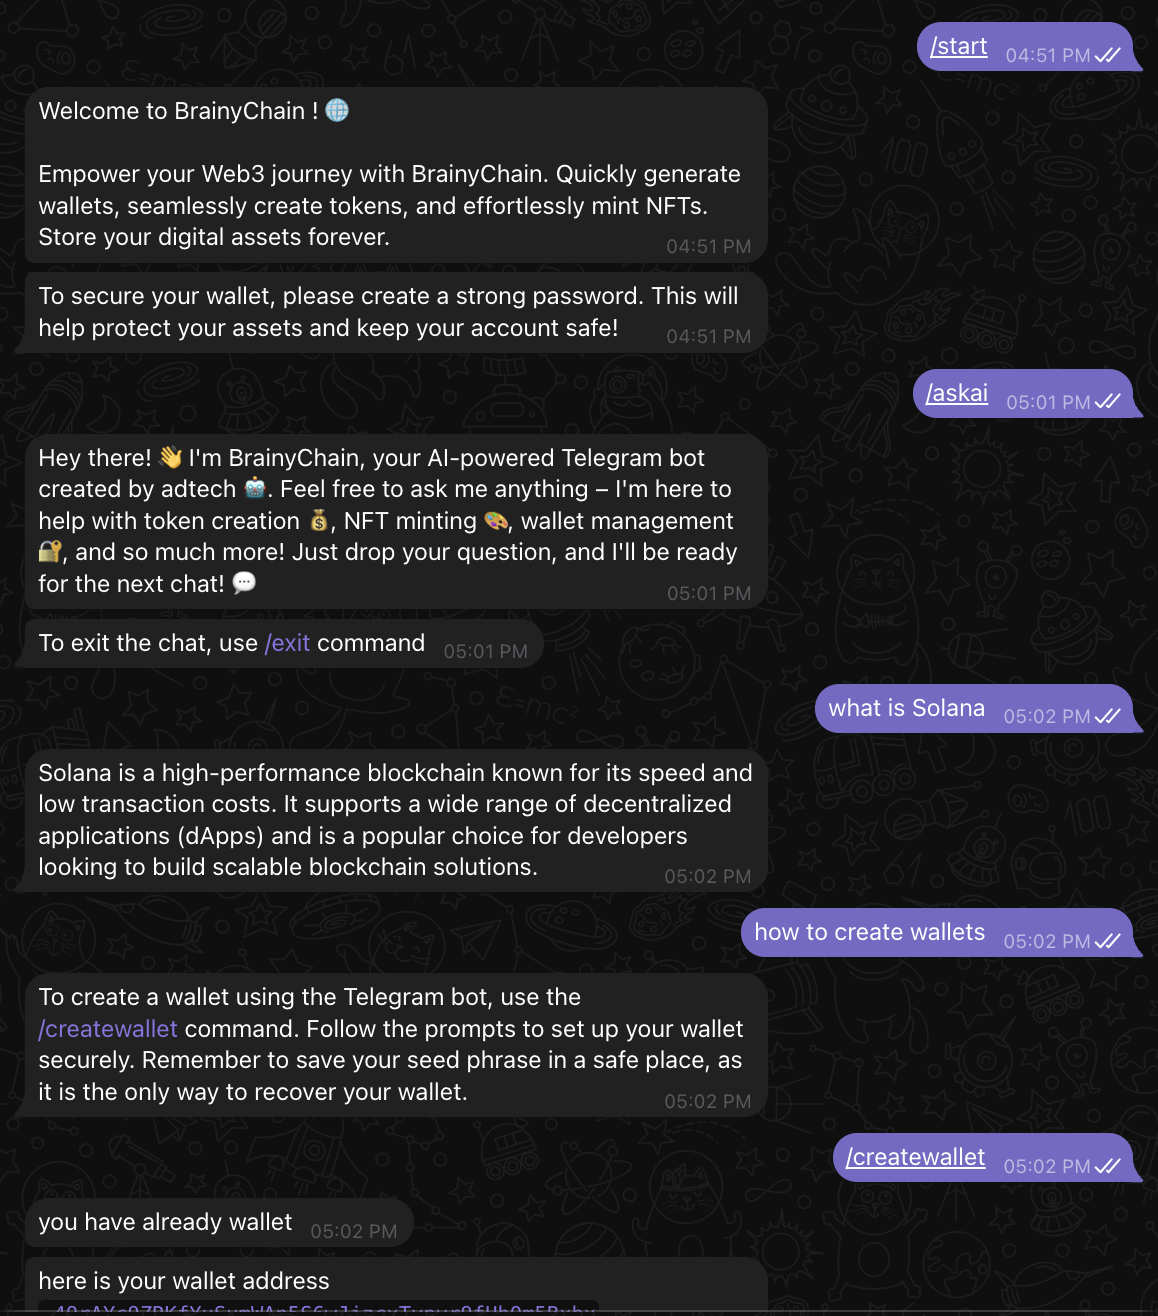 /start 04:51 PM
Welcome to BrainyChain ! 🌐
Empower your Web3 journey with BrainyChain. Quickly generate
wallets, seamlessly create tokens, and effortlessly mint NFTs.
Store your digital assets forever.
04:51 PM
To secure your wallet, please create a strong password. This will
help protect your assets and keep your account safe!
04:51 PM
/askai 05:01 PM
Hey there! 👋 I'm BrainyChain, your AI-powered Telegram bot
created by adtech 🤖. Feel free to ask me anything – I'm here to
help with token creation 💰, NFT minting 🎨, wallet management
🔐, and so much more! Just drop your question, and I'll be ready
for the next chat! 💬
05:01 PM
To exit the chat, use /exit command 05:01 PM
what is Solana 05:02 PM
Solana is a high-performance blockchain known for its speed and
low transaction costs. It supports a wide range of decentralized
applications (dApps) and is a popular choice for developers
looking to build scalable blockchain solutions.
05:02 PM
how to create wallets 05:02 PM
To create a wallet using the Telegram bot, use the
/createwallet command. Follow the prompts to set up your wallet
securely. Remember to save your seed phrase in a safe place, as
it is the only way to recover your wallet.
05:02 PM
/createwallet 05:02 PM
you have already wallet 05:02 PM
here is your wallet address